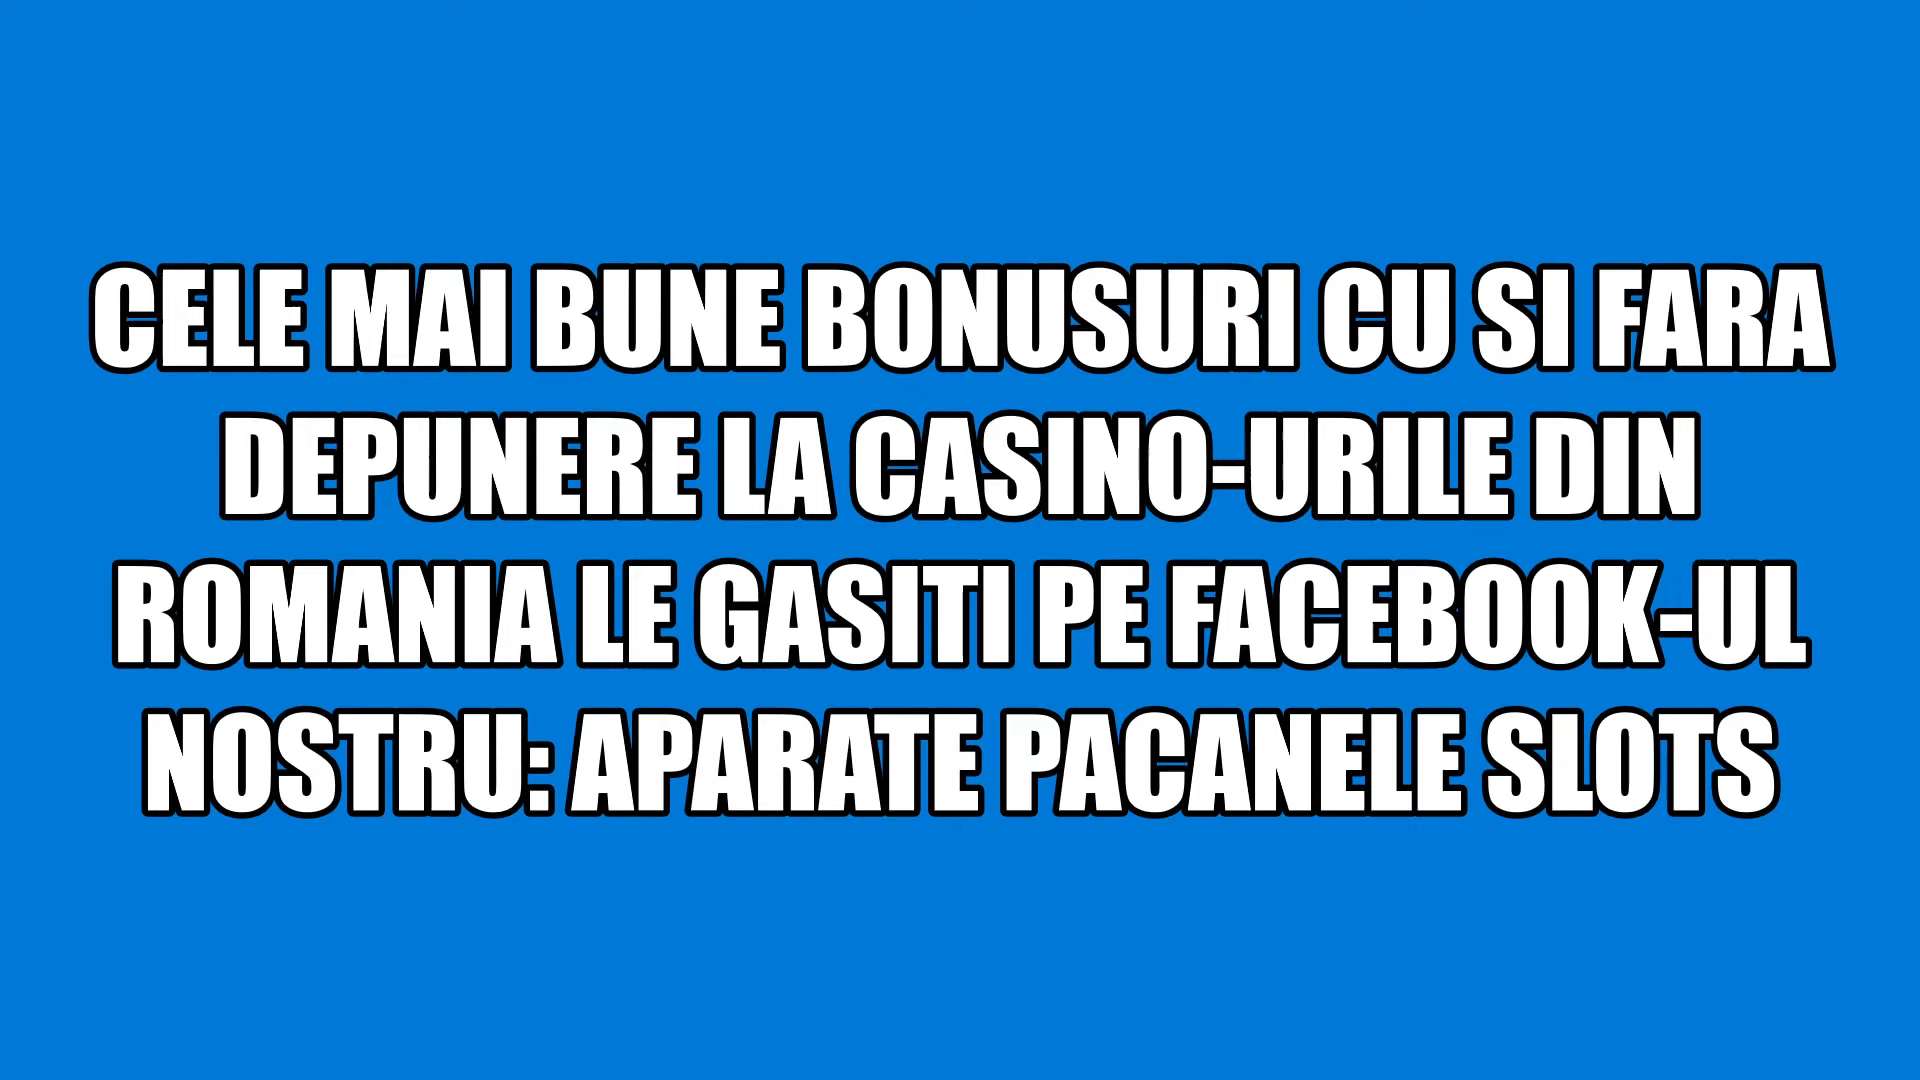 CELE MAI BUNE BONUSURI CU SI FARA
DEPUNERE LA CASINO-URILE DIN
ROMANIA LE GASITI PE FACEBOOK-UL
NOSTRU: APARATE PACANELE SLOTS